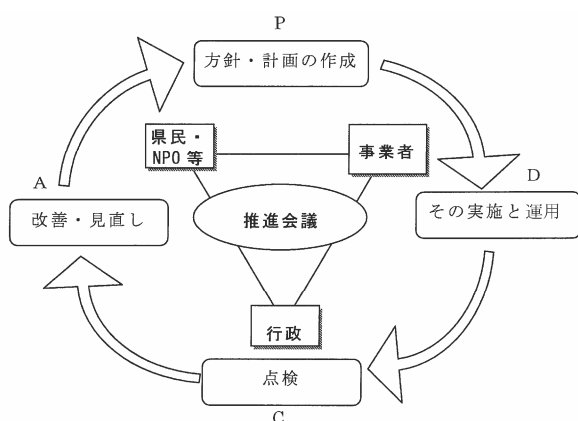 P
方針・計画の作成
県民・
NPO等
事業者
A
D
改善・見直し
推進会議
その実施と運用
行政
点検
C